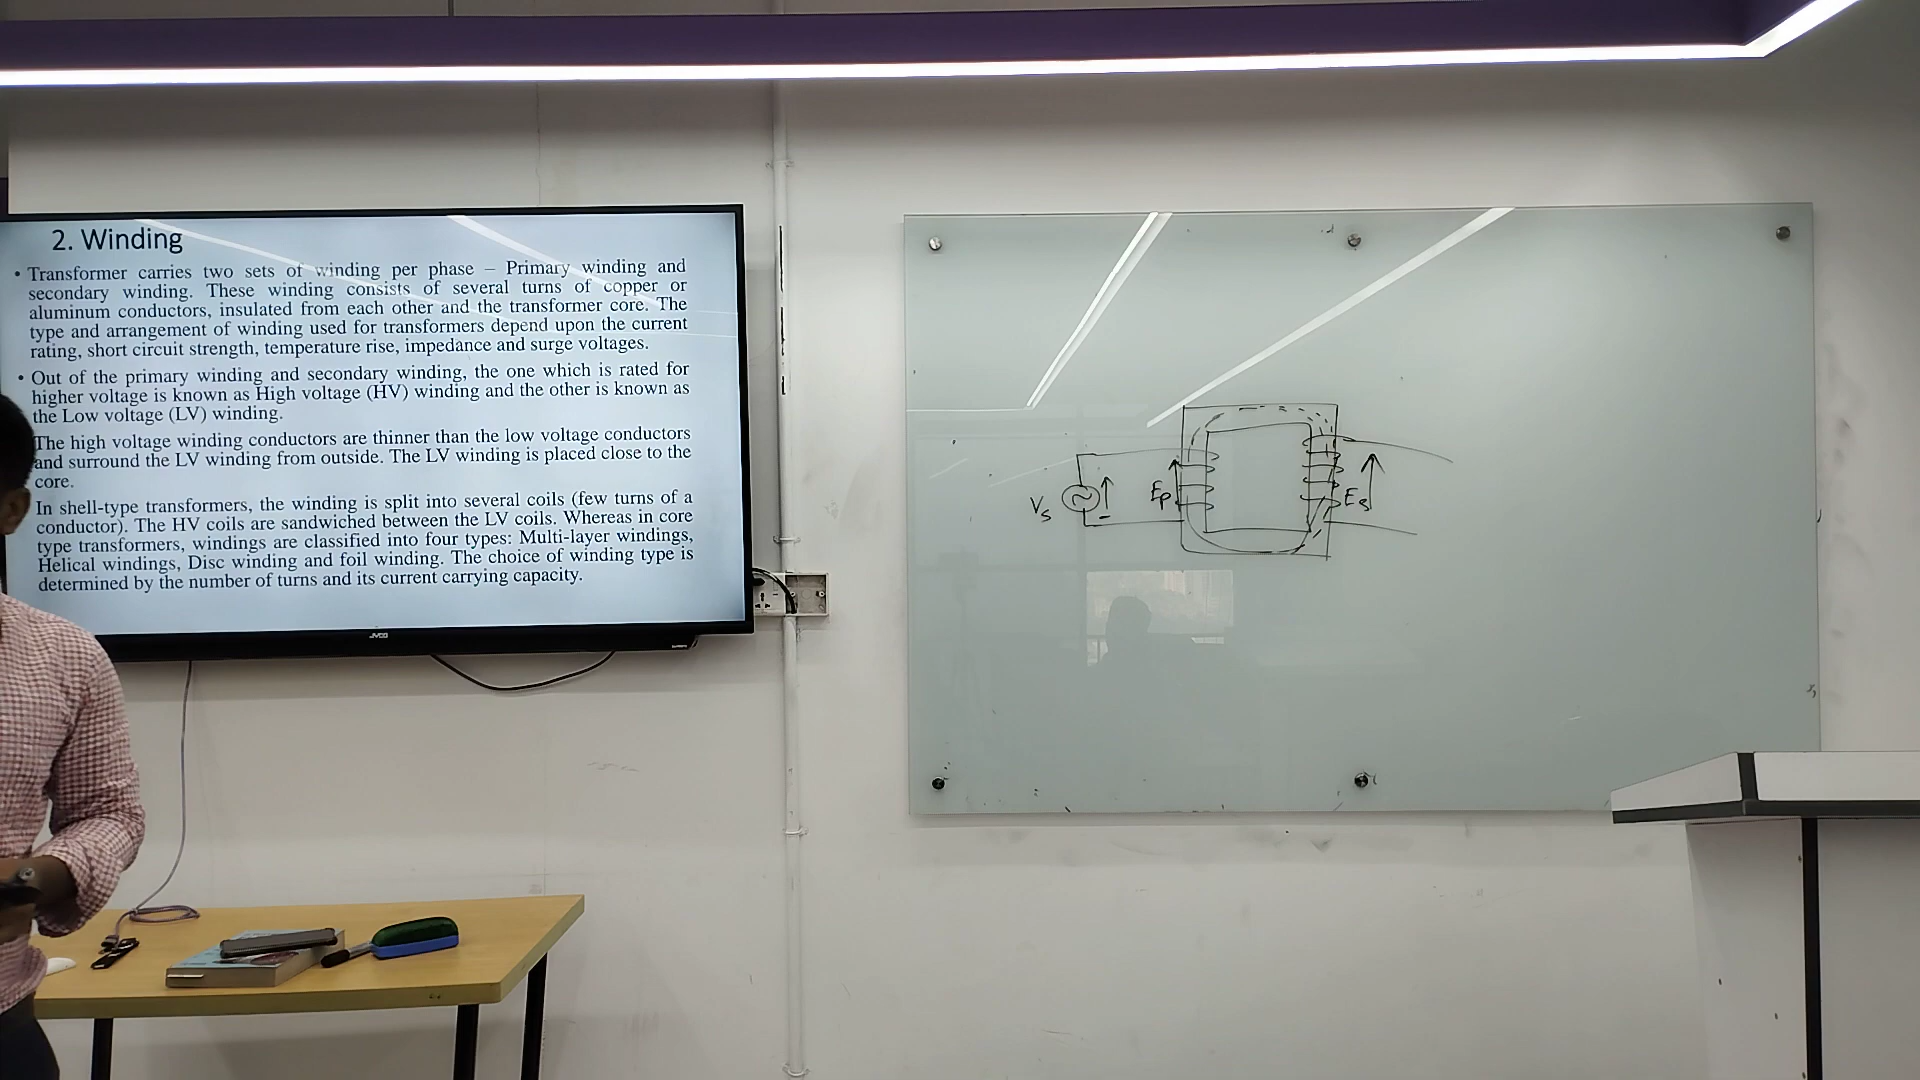 2. Winding
• Transformer carries two sets of winding per phase – Primary winding and
secondary winding. These winding consists of several turns of copper or
aluminum conductors, insulated from each other and the transformer core. The
type and arrangement of winding used for transformers depend upon the current
rating, short circuit strength, temperature rise, impedance and surge voltages.
• Out of the primary winding and secondary winding, the one which is rated for
higher voltage is known as High voltage (HV) winding and the other is known as
the Low voltage (LV) winding.
The high voltage winding conductors are thinner than the low voltage conductors
and surround the LV winding from outside. The LV winding is placed close to the
core.
In shell-type transformers, the winding is split into several coils (few turns of a
conductor). The HV coils are sandwiched between the LV coils. Whereas in core
type transformers, windings are classified into four types: Multi-layer windings,
Helical windings, Disc winding and foil winding. The choice of winding type is
determined by the number of turns and its current carrying capacity.
Vs
Ep
Es